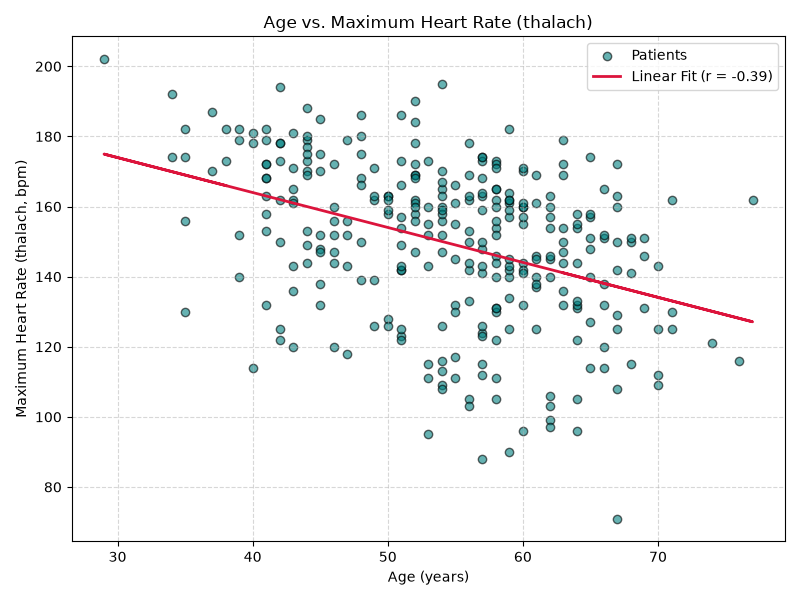 Age vs. Maximum Heart Rate (thalach)
Patients
Linear Fit (r = -0.39)
Maximum Heart Rate (thalach, bpm)
200
180
160
140
120
100
80
30 40 50 60 70
Age (years)